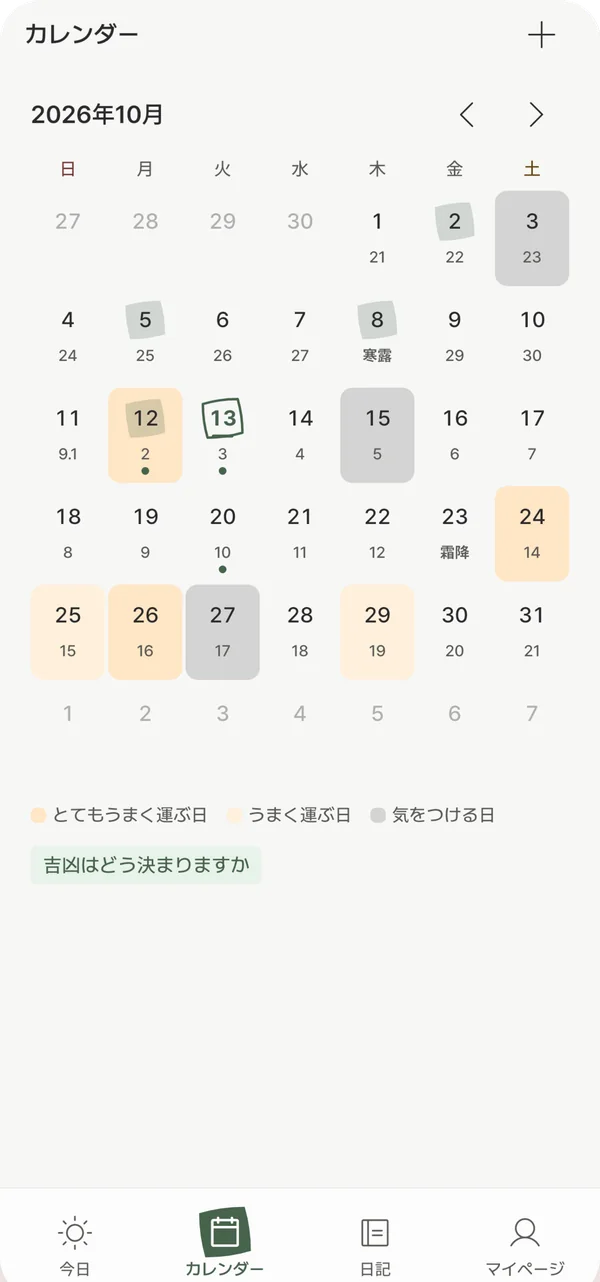 カレンダー
2026年10月
日 月 火 水 木 金 土
27 28 29 30 1 2 3
21 22 23
4 5 6 7 8 9 10
24 25 26 27 寒露 29 30
11 12 13 14 15 16 17
9.1 2 3 4 5 6 7
18 19 20 21 22 23 24
8 9 10 11 12 霜降 14
25 26 27 28 29 30 31
15 16 17 18 19 20 21
1 2 3 4 5 6 7
とてもうまく運ぶ日 うまく運ぶ日 気をつける日
吉凶はどう決まりますか
今日 カレンダー 日記 マイページ